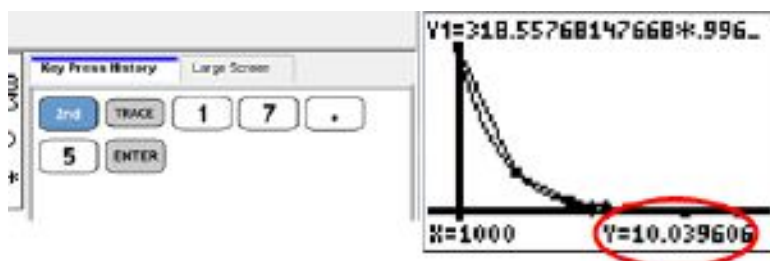 Y1=318.55768147668*.996…
Key Press History
Large Screen
2nd TRACE 1 7 .
5 ENTER
X=1000 Y=10.039606